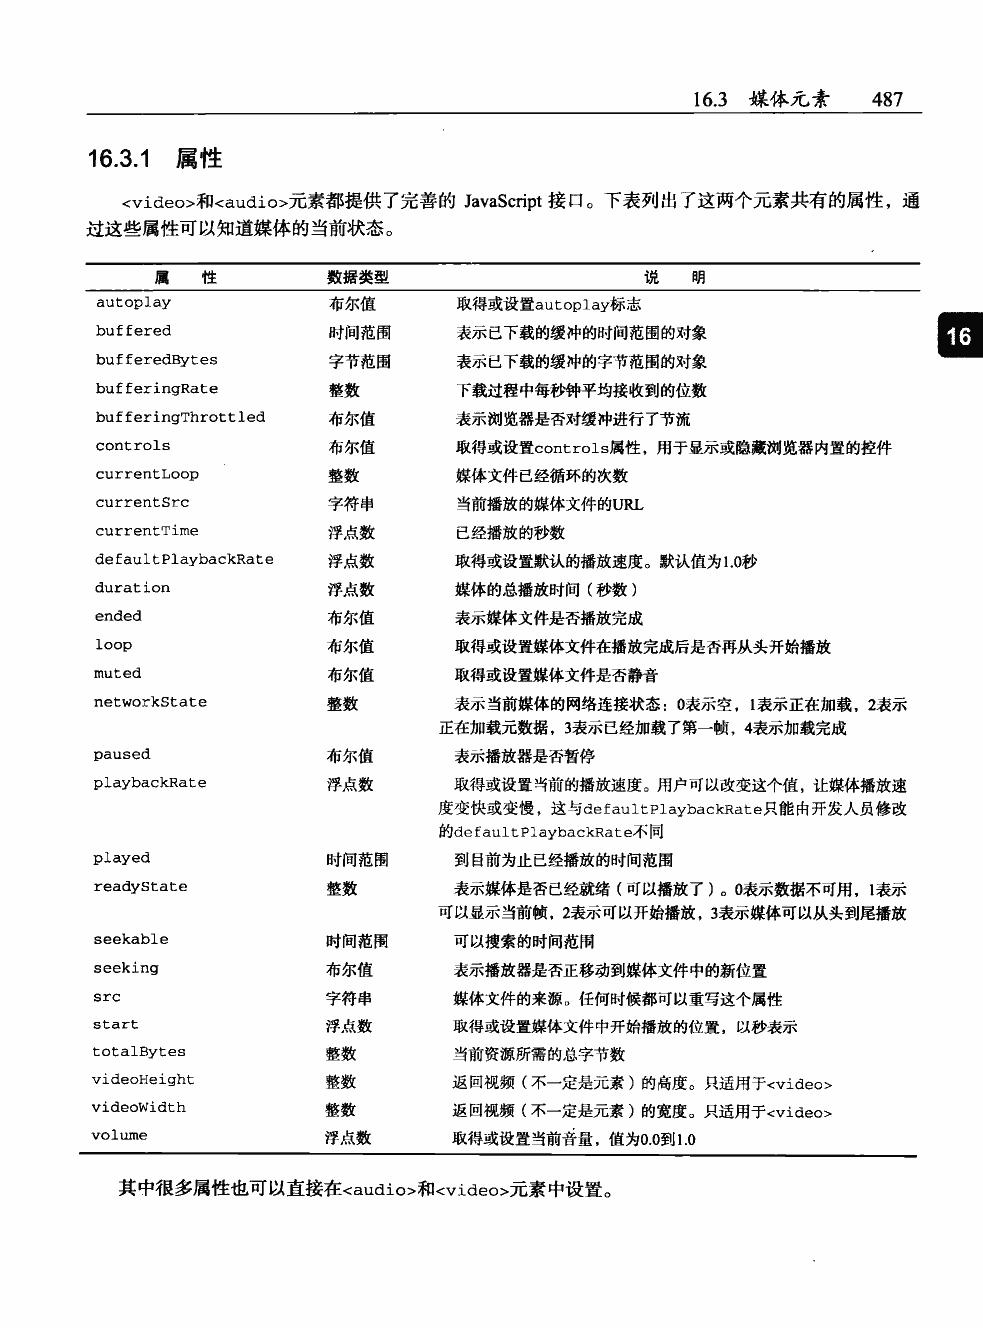 16.3 媒体元素 487
16.3.1 属性
<video>和<audio>元素都提供了完善的 JavaScript 接口。下表列出了这两个元素共有的属性，通
过这些属性可以知道媒体的当前状态。
属 性 数据类型 说 明
autoplay 布尔值 取得或设置autoplay标志
buffered 时间范围 表示已下载的缓冲的时间范围的对象
16
bufferedBytes 字节范围 表示已下载的缓冲的字节范围的对象
bufferingRate 整数 下载过程中每秒钟平均接收到的位数
bufferingThrottled 布尔值 表示浏览器是否对缓冲进行了节流
controls 布尔值 取得或设置controls属性，用于显示或隐藏浏览器内置的控件
currentLoop 整数 媒体文件已经循环的次数
currentSrc 字符串 当前播放的媒体文件的URL
currentTime 浮点数 已经播放的秒数
defaultPlaybackRate 浮点数 取得或设置默认的播放速度。默认值为1.0秒
duration 浮点数 媒体的总播放时间（秒数）
ended 布尔值 表示媒体文件是否播放完成
loop 布尔值 取得或设置媒体文件在播放完成后是否再从头开始播放
muted 布尔值 取得或设置媒体文件是否静音
networkState 整数 表示当前媒体的网络连接状态：0表示空，1表示正在加载，2表示
正在加载元数据，3表示已经加载了第一帧，4表示加载完成
paused 布尔值 表示播放器是否暂停
playbackRate 浮点数 取得或设置当前的播放速度。用户可以改变这个值，让媒体播放速
度变快或变慢，这与defaultPlaybackRate只能由开发人员修改
的defaultPlaybackRate不同
played 时间范围 到目前为止已经播放的时间范围
readyState 整数 表示媒体是否已经就绪（可以播放了）。0表示数据不可用，1表示
可以显示当前帧，2表示可以开始播放，3表示媒体可以从头到尾播放
seekable 时间范围 可以搜索的时间范围
seeking 布尔值 表示播放器是否正移动到媒体文件中的新位置
src 字符串 媒体文件的来源。任何时候都可以重写这个属性
start 浮点数 取得或设置媒体文件中开始播放的位置，以秒表示
totalBytes 整数 当前资源所需的总字节数
videoHeight 整数 返回视频（不一定是元素）的高度。只适用于<video>
videoWidth 整数 返回视频（不一定是元素）的宽度。只适用于<video>
volume 浮点数 取得或设置当前音量，值为0.0到1.0
其中很多属性也可以直接在<audio>和<video>元素中设置。